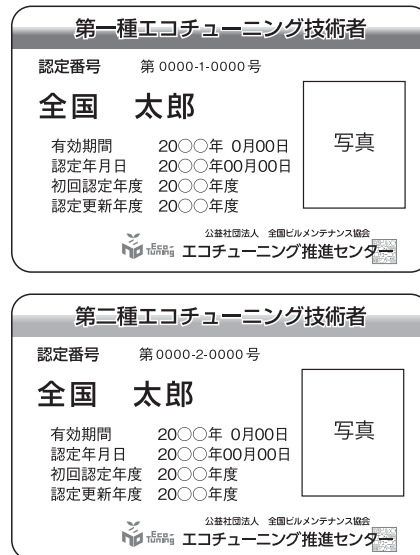 第一種エコチューニング技術者
認定番号 第 0000-1-0000 号
全国 太郎
写真
有効期間 20○○年 0月00日
認定年月日 20○○年00月00日
初回認定年度 20○○年度
認定更新年度 20○○年度
公益社団法人 全国ビルメンテナンス協会
Eco-Tuning エコチューニング推進センター
第二種エコチューニング技術者
認定番号 第 0000-2-0000 号
全国 太郎
写真
有効期間 20○○年 0月00日
認定年月日 20○○年00月00日
初回認定年度 20○○年度
認定更新年度 20○○年度
公益社団法人 全国ビルメンテナンス協会
Eco-Tuning エコチューニング推進センター